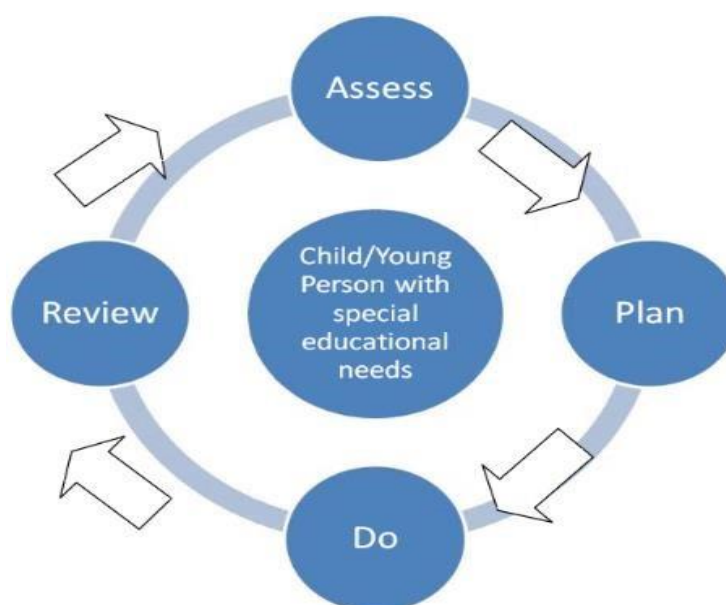 Assess
Child/Young
Person with
special
educational
needs
Review
Plan
Do